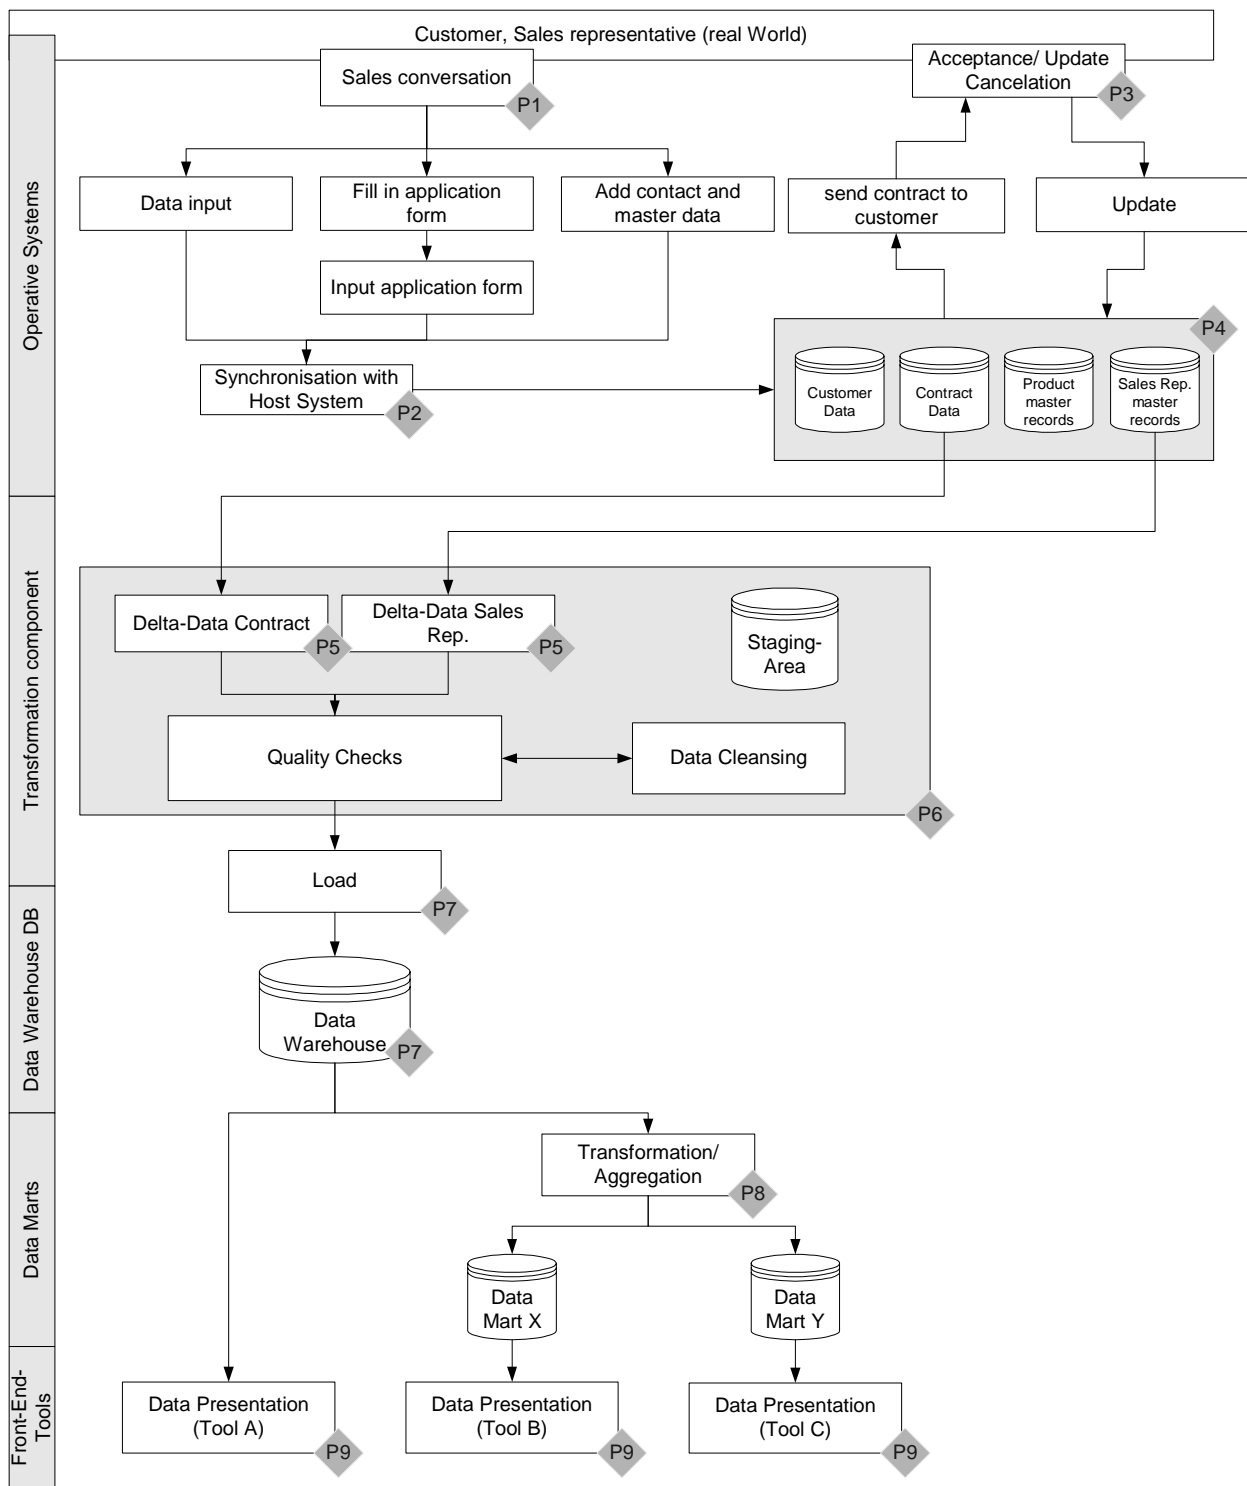 Customer, Sales representative (real World)
Operative Systems
Sales conversation
P1
Acceptance/ Update
Cancelation
P3
Data input
Fill in application
form
Add contact and
master data
send contract to
customer
Update
Input application form
Synchronisation with
Host System
P2
P4
Customer
Data
Contract
Data
Product
master
records
Sales Rep.
master
records
Transformation component
Delta-Data Contract
P5
Delta-Data Sales
Rep.
P5
Staging-
Area
Quality Checks
Data Cleansing
P6
Load
P7
Data Warehouse DB
Data
Warehouse
P7
Data Marts
Transformation/
Aggregation
P8
Data
Mart X
Data
Mart Y
Front-End-
Tools
Data Presentation
(Tool A)
P9
Data Presentation
(Tool B)
P9
Data Presentation
(Tool C)
P9